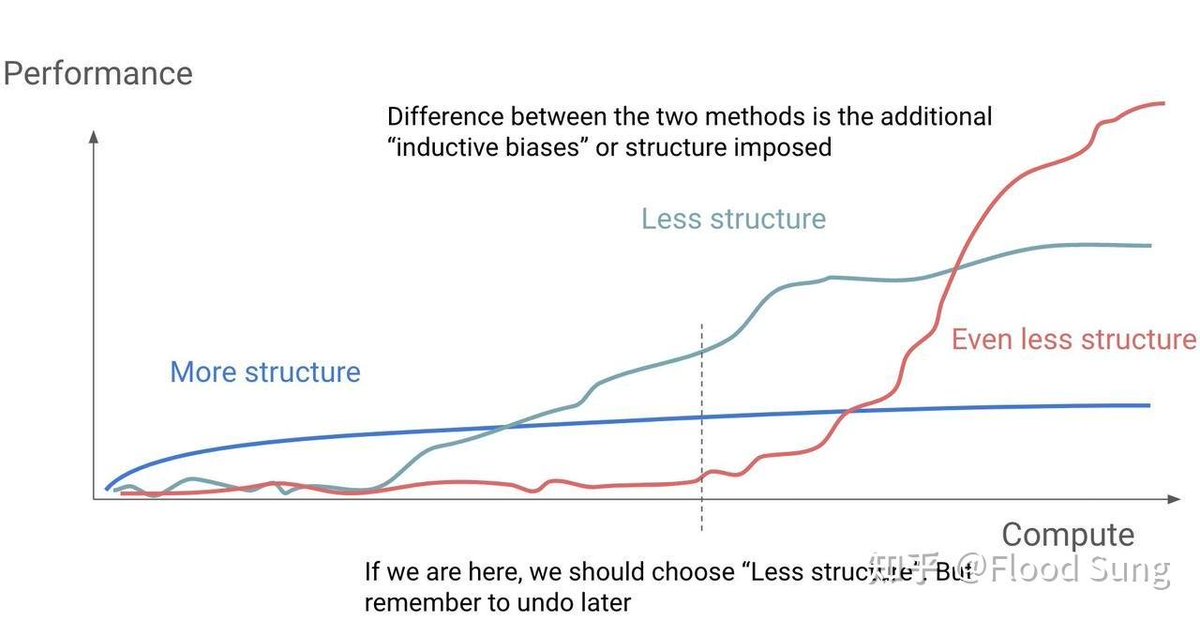 Performance
Difference between the two methods is the additional
“inductive biases” or structure imposed
Less structure
Even less structure
More structure
Compute
If we are here, we should choose “Less structure”. But
remember to undo later
知乎 @Flood Sung